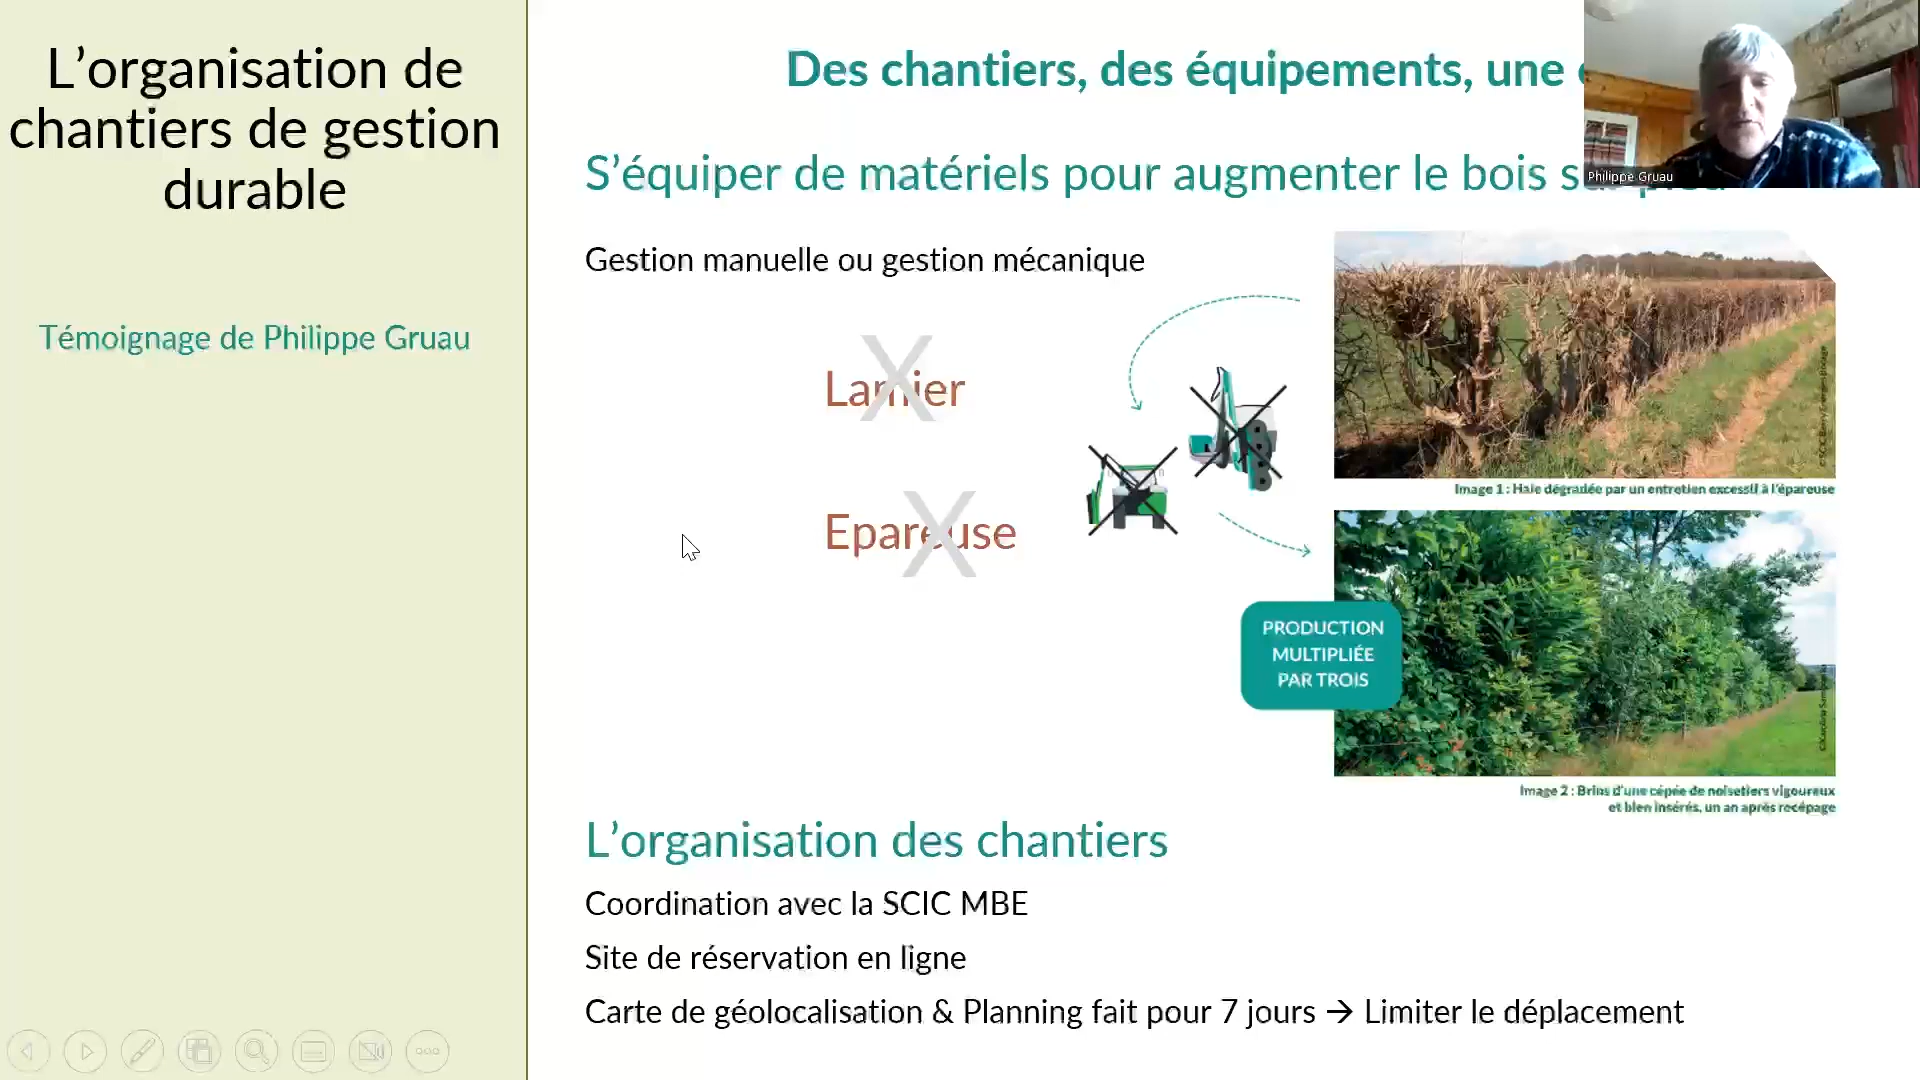 L'organisation de
chantiers de gestion
durable
Témoignage de Philippe Gruau
Des chantiers, des équipements, une
S'équiper de matériels pour augmenter le bois
Philippe Gruau
Gestion manuelle ou gestion mécanique
Lamier
X
Epareuse
X
Image 1 : Haie dégradée par un entretien excessif à l'épareuse
PRODUCTION
MULTIPLIÉE
PAR TROIS
Image 2 : Brins d'une cépée de noisetiers vigoureux
et bien insérés, un an après recépage
L'organisation des chantiers
Coordination avec la SCIC MBE
Site de réservation en ligne
Carte de géolocalisation & Planning fait pour 7 jours → Limiter le déplacement